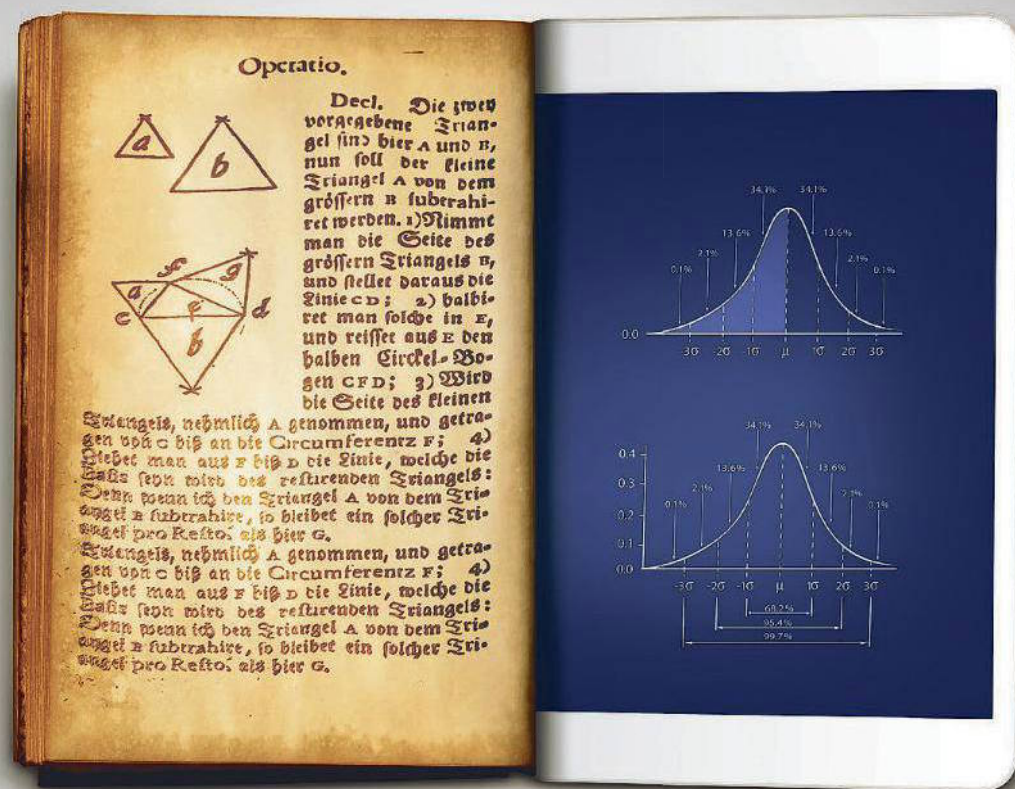 Operatio.
Decl. Die zwey
vorgegebene Trian-
gel sind hier A und B,
nun soll der kleine
Triangel A von dem
grössern B subtrahi-
ret werden. 1) Nimmt
man die Seite des
grössern Triangels B,
und stellet daraus die
Linie CD; 2) halbi-
ret man solche in E,
und reisset aus E den
halben Circkel-Bo-
gen CFD; 3) Wird
die Seite des kleinen
Triangels, nehmlich A genommen, und getra-
gen von C biß an die Circumferentz F; 4)
Ziehet man aus F biß D die Linie, welche die
Basis seyn wird des restirenden Triangels:
Denn wenn ich den Triangel A von dem Tri-
angel B subtrahire, so bleibet ein solcher Tri-
angel pro Resto, als hier G.
Triangels, nehmlich A genommen, und getra-
gen von C biß an die Circumferentz F; 4)
Ziehet man aus F biß D die Linie, welche die
Basis seyn wird des restirenden Triangels:
Denn wenn ich den Triangel A von dem Tri-
angel B subtrahire, so bleibet ein solcher Tri-
angel pro Resto, als hier G.
a b
f g
a
c d
b
34.1% 34.1%
13.6% 13.6%
2.1% 2.1%
0.1% 0.1%
0.0
3σ 2σ 1σ μ 1σ 2σ 3σ
34.1% 34.1%
0.4
13.6% 13.6%
0.3
2.1% 2.1%
0.2
0.1% 0.1%
0.1
0.0
-3σ -2σ -1σ μ 1σ 2σ 3σ
68.2%
95.4%
99.7%